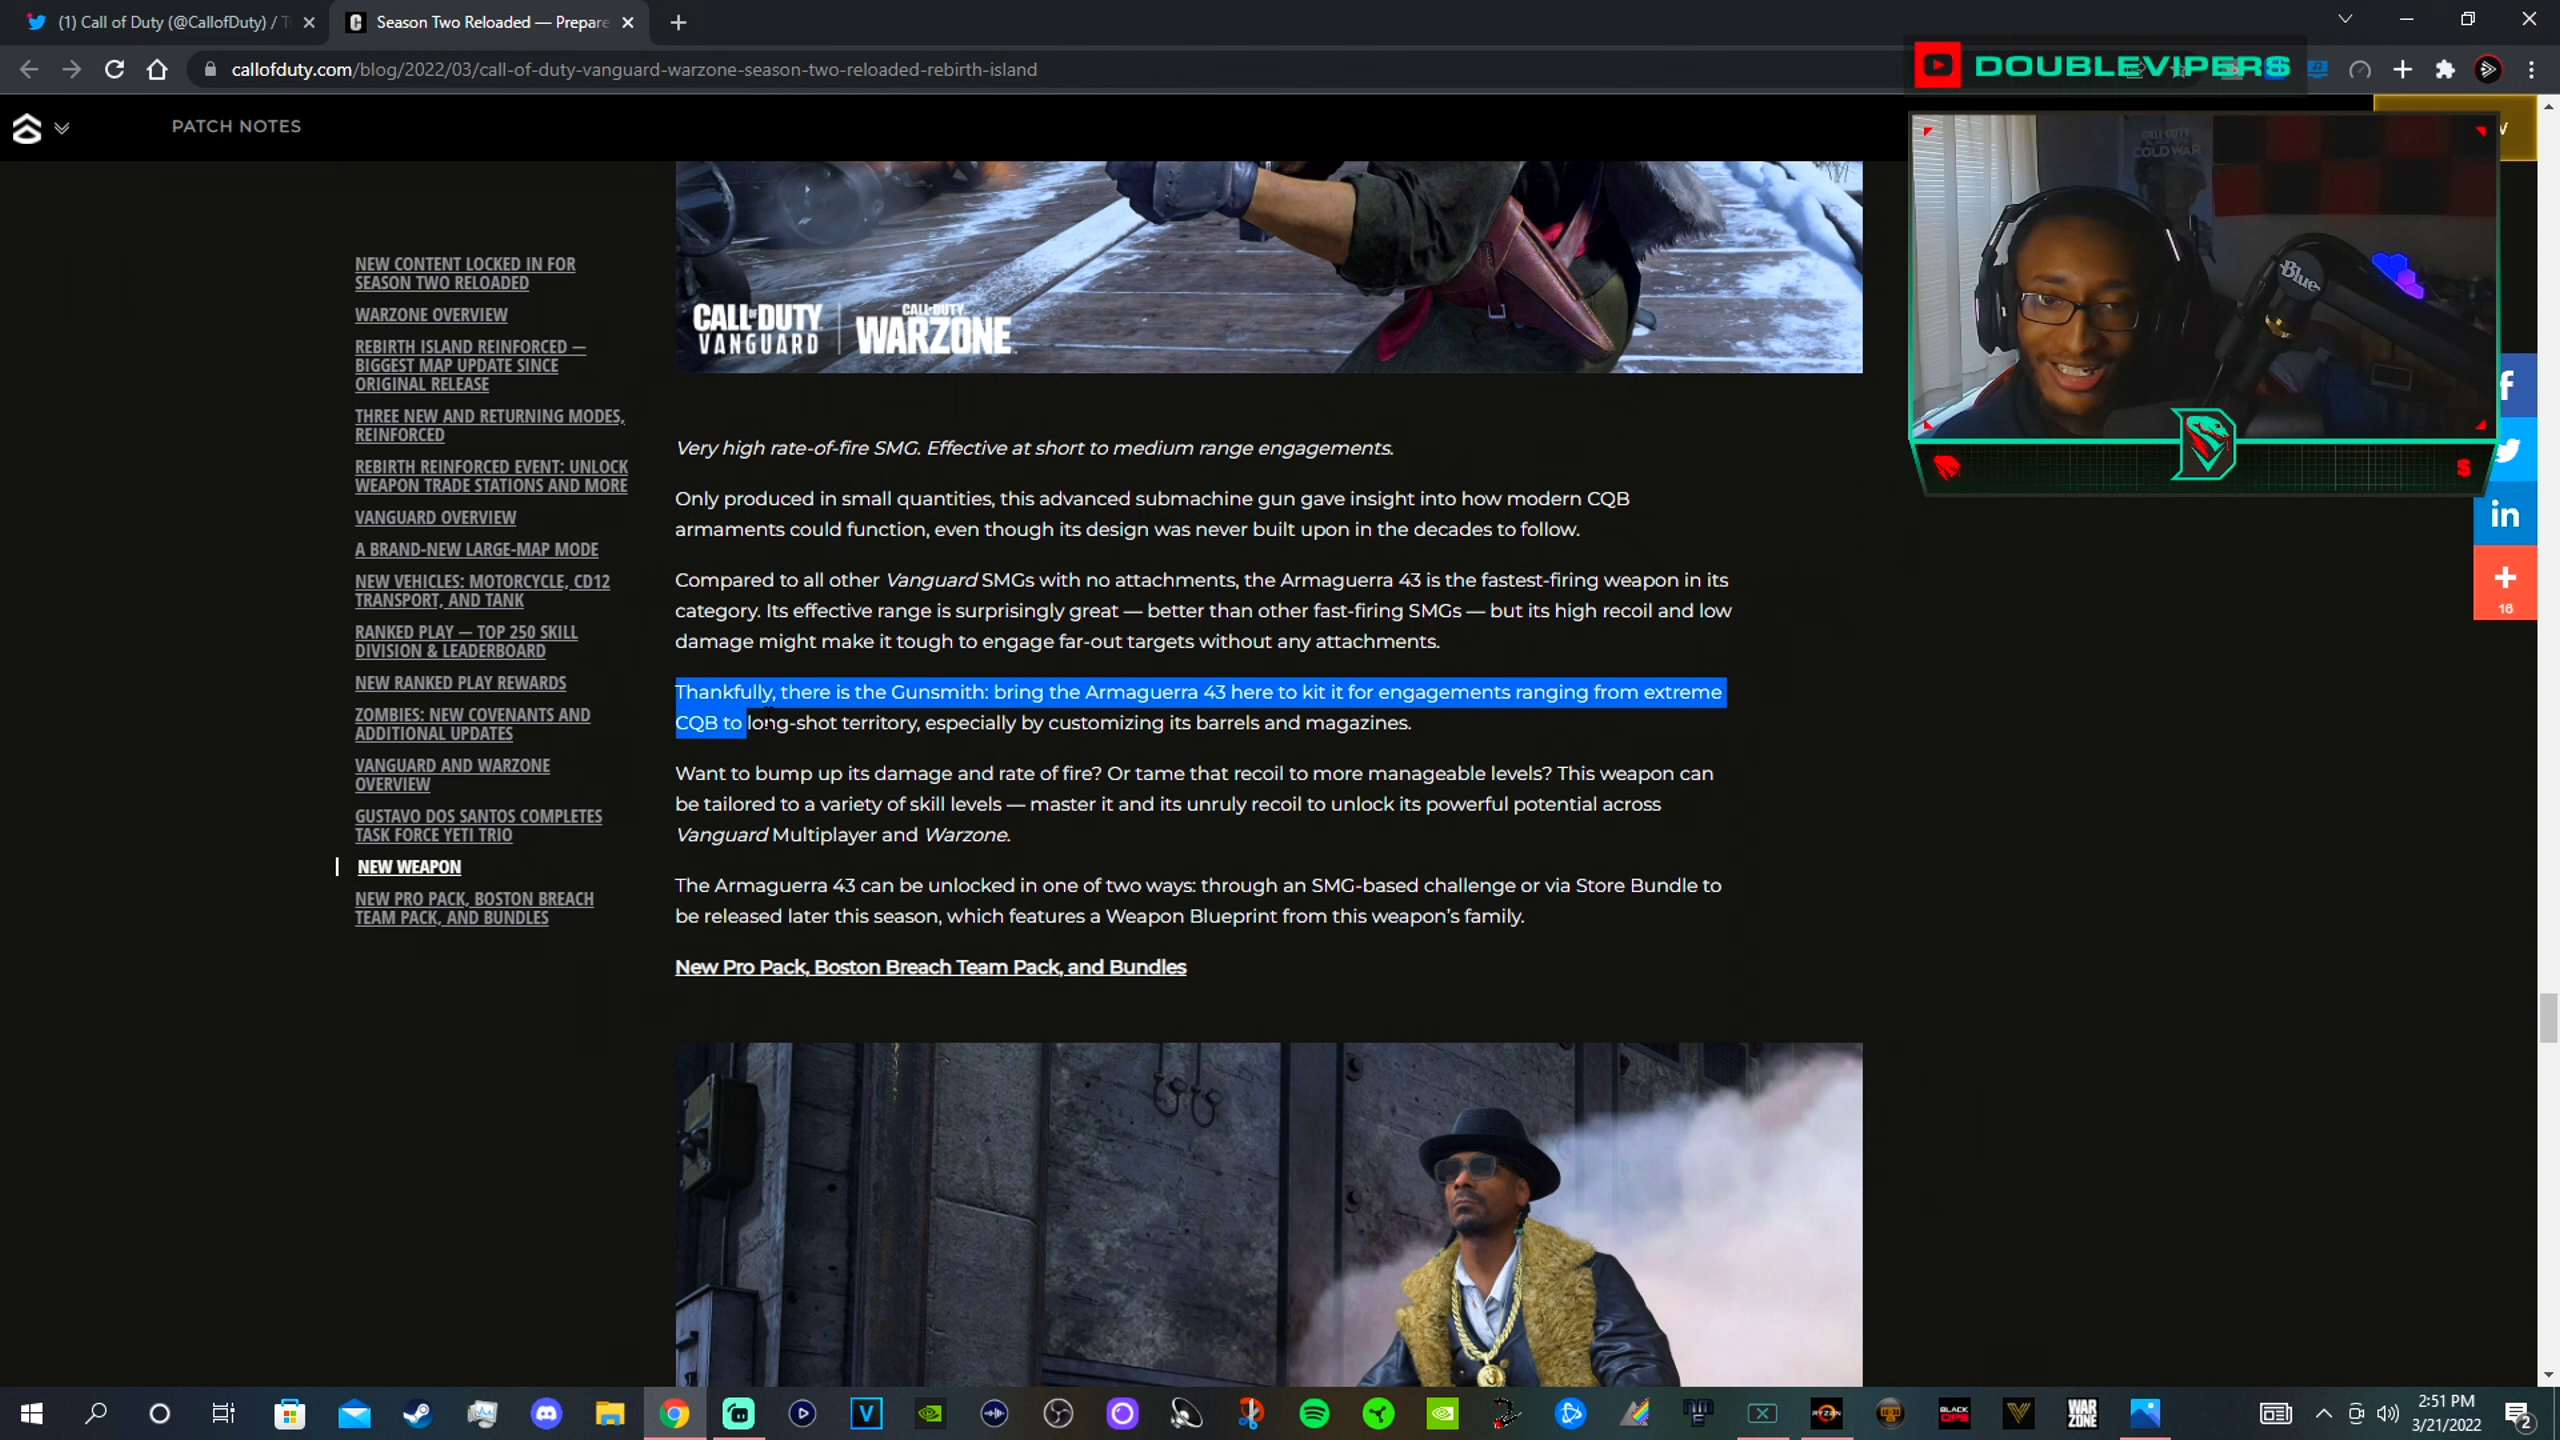 (1) Call of Duty (@CallofDuty) / T
Season Two Reloaded — Prepare
callofduty.com/blog/2022/03/call-of-duty-vanguard-warzone-season-two-reloaded-rebirth-island
DOUBLEVIPERS
PATCH NOTES
CALL OF DUTY
COLD WAR
Blue
NEW CONTENT LOCKED IN FOR
SEASON TWO RELOADED
WARZONE OVERVIEW
REBIRTH ISLAND REINFORCED —
BIGGEST MAP UPDATE SINCE
ORIGINAL RELEASE
THREE NEW AND RETURNING MODES,
REINFORCED
REBIRTH REINFORCED EVENT: UNLOCK
WEAPON TRADE STATIONS AND MORE
VANGUARD OVERVIEW
A BRAND-NEW LARGE-MAP MODE
NEW VEHICLES: MOTORCYCLE, CD12
TRANSPORT, AND TANK
RANKED PLAY — TOP 250 SKILL
DIVISION & LEADERBOARD
NEW RANKED PLAY REWARDS
ZOMBIES: NEW COVENANTS AND
ADDITIONAL UPDATES
VANGUARD AND WARZONE
OVERVIEW
GUSTAVO DOS SANTOS COMPLETES
TASK FORCE YETI TRIO
NEW WEAPON
NEW PRO PACK, BOSTON BREACH
TEAM PACK, AND BUNDLES
CALL OF DUTY
VANGUARD
CALL OF DUTY
WARZONE
Very high rate-of-fire SMG. Effective at short to medium range engagements.
Only produced in small quantities, this advanced submachine gun gave insight into how modern CQB
armaments could function, even though its design was never built upon in the decades to follow.
Compared to all other Vanguard SMGs with no attachments, the Armaguerra 43 is the fastest-firing weapon in its
category. Its effective range is surprisingly great — better than other fast-firing SMGs — but its high recoil and low
damage might make it tough to engage far-out targets without any attachments.
Thankfully, there is the Gunsmith: bring the Armaguerra 43 here to kit it for engagements ranging from extreme
CQB to long-shot territory, especially by customizing its barrels and magazines.
Want to bump up its damage and rate of fire? Or tame that recoil to more manageable levels? This weapon can
be tailored to a variety of skill levels — master it and its unruly recoil to unlock its powerful potential across
Vanguard Multiplayer and Warzone.
The Armaguerra 43 can be unlocked in one of two ways: through an SMG-based challenge or via Store Bundle to
be released later this season, which features a Weapon Blueprint from this weapon's family.
New Pro Pack, Boston Breach Team Pack, and Bundles
f
in
+
16
$
V
RYZEN
BLACK OPS
WAR ZONE
2:51 PM
3/21/2022
2